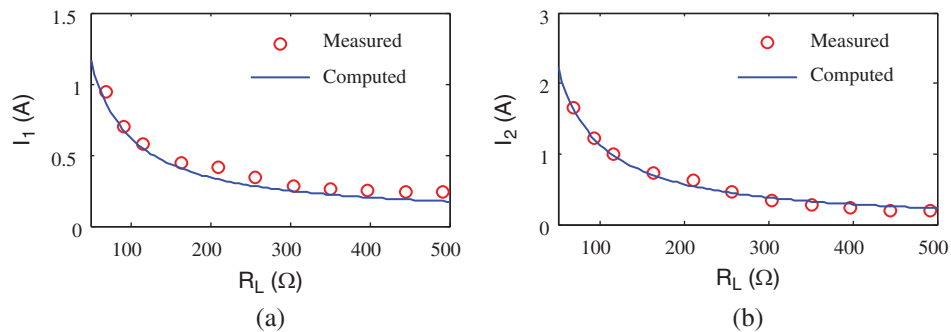 1.5
1
0.5
0
I1 (A)
Measured
Computed
100 200 300 400 500
RL (Ω)
(a)
3
2
1
0
I2 (A)
Measured
Computed
100 200 300 400 500
RL (Ω)
(b)